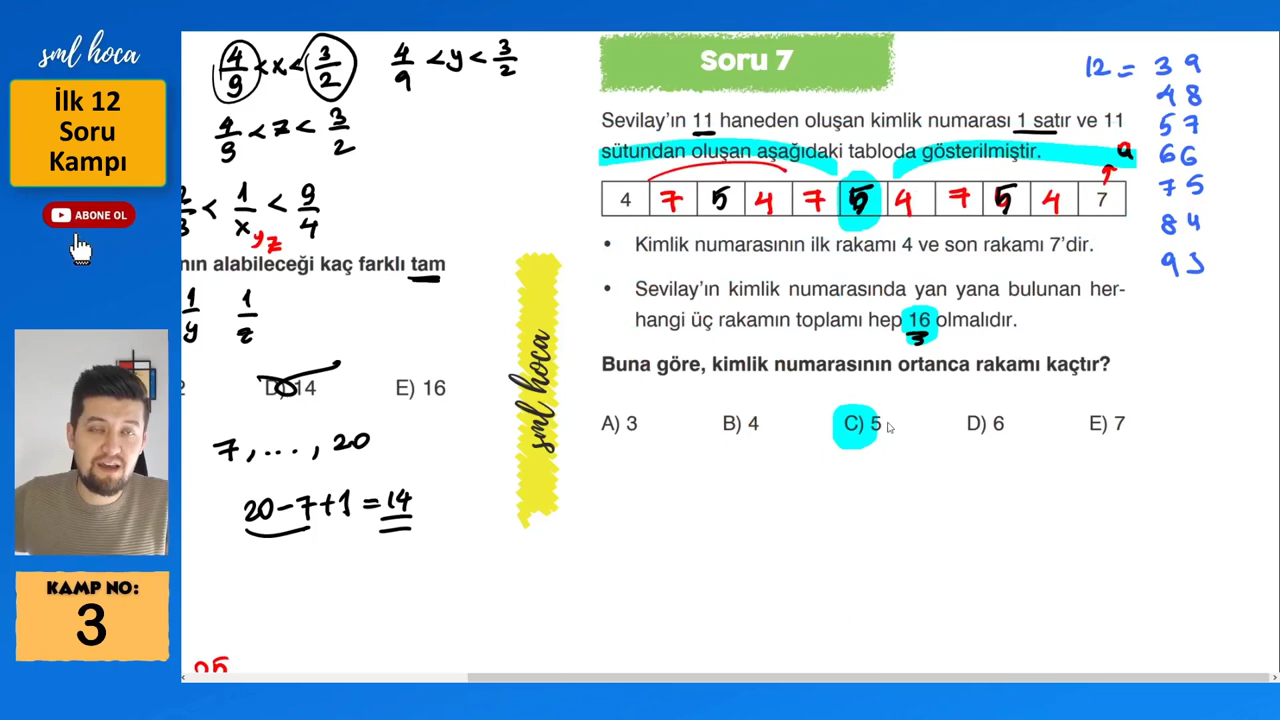 sml hoca
İlk 12
Soru
Kampı
ABONE OL
KAMP NO:
3
4/9 < x < 3/2
4/9 < y < 3/2
4/9 < z < 3/2
2/3 < 1/x < 9/4
y z
nın alabileceği kaç farklı tam
1/y 1/z
2 D) 14 E) 16
7, ..., 20
20-7+1=14
95
sml hoca
Soru 7
Sevilay’ın 11 haneden oluşan kimlik numarası 1 satır ve 11
sütundan oluşan aşağıdaki tabloda gösterilmiştir.
a
4 7 5 4 7 5 4 7 5 4 7
• Kimlik numarasının ilk rakamı 4 ve son rakamı 7’dir.
• Sevilay’ın kimlik numarasında yan yana bulunan her-
hangi üç rakamın toplamı hep 16 olmalıdır.
3
Buna göre, kimlik numarasının ortanca rakamı kaçtır?
A) 3 B) 4 C) 5 D) 6 E) 7
12 = 3 9
4 8
5 7
6 6
7 5
8 4
9 3